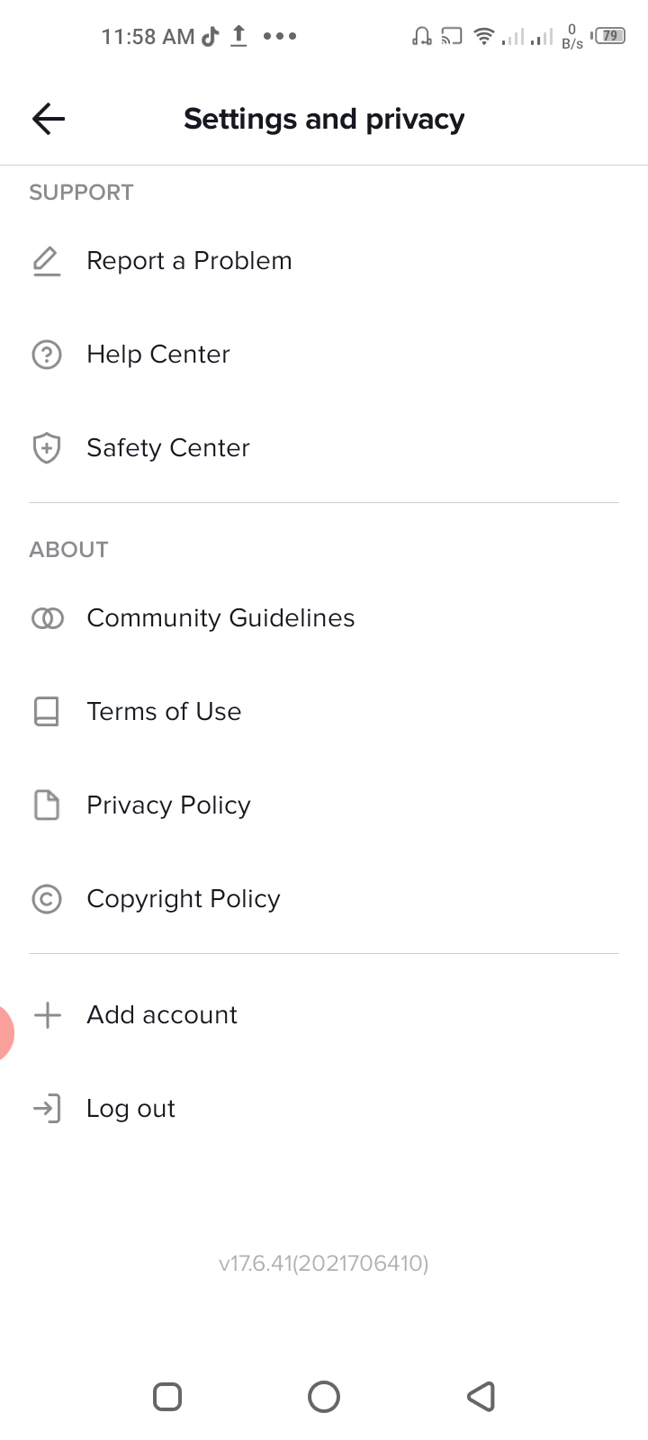 11:58 AM
0
B/s
79
Settings and privacy
SUPPORT
Report a Problem
Help Center
Safety Center
ABOUT
Community Guidelines
Terms of Use
Privacy Policy
Copyright Policy
Add account
Log out
v17.6.41(2021706410)